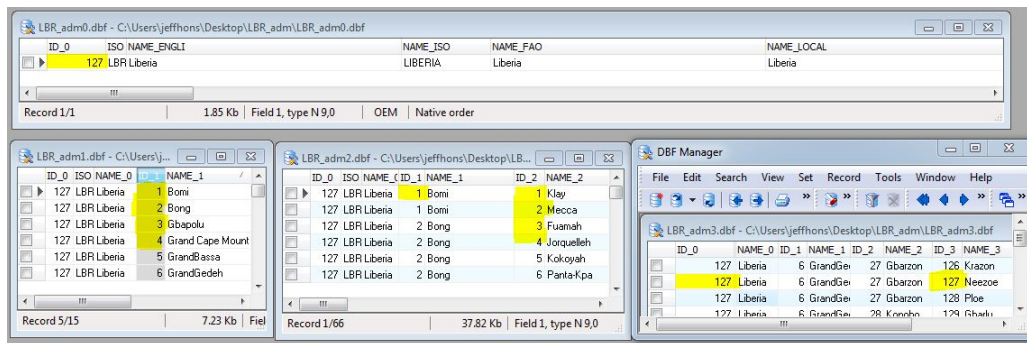 LBR_adm0.dbf - C:\Users\jeffhons\Desktop\LBR_adm\LBR_adm0.dbf
ID_0 ISO NAME_ENGLI NAME_ISO NAME_FAO NAME_LOCAL
127 LBR Liberia LIBERIA Liberia Liberia
Record 1/1 1.85 Kb Field 1, type N 9,0 OEM Native order
LBR_adm1.dbf - C:\Users\j...
ID_0 ISO NAME_0 ID_1 NAME_1
127 LBR Liberia 1 Bomi
127 LBR Liberia 2 Bong
127 LBR Liberia 3 Gbapolu
127 LBR Liberia 4 Grand Cape Mount
127 LBR Liberia 5 GrandBassa
127 LBR Liberia 6 GrandGedeh
Record 5/15 7.23 Kb Fiel
LBR_adm2.dbf - C:\Users\jeffhons\Desktop\LB...
ID_0 ISO NAME_( ID_1 NAME_1 ID_2 NAME_2
127 LBR Liberia 1 Bomi 1 Klay
127 LBR Liberia 1 Bomi 2 Mecca
127 LBR Liberia 2 Bong 3 Fuamah
127 LBR Liberia 2 Bong 4 Jorquelleh
127 LBR Liberia 2 Bong 5 Kokoyah
127 LBR Liberia 2 Bong 6 Panta-Kpa
Record 1/66 37.82 Kb Field 1, type N 9,0
DBF Manager
File Edit Search View Set Record Tools Window Help
LBR_adm3.dbf - C:\Users\jeffhons\Desktop\LBR_adm\LBR_adm3.dbf
ID_0 NAME_0 ID_1 NAME_1 ID_2 NAME_2 ID_3 NAME_3
127 Liberia 6 GrandGe 27 Gbarzon 126 Krazon
127 Liberia 6 GrandGe 27 Gbarzon 127 Neezoe
127 Liberia 6 GrandGe 27 Gbarzon 128 Ploe
127 Liberia 6 GrandGe 28 Konobo 129 Gbadu